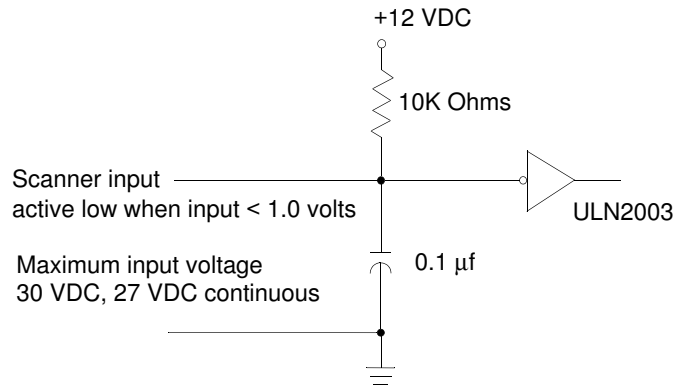 +12 VDC
10K Ohms
Scanner input
active low when input < 1.0 volts
ULN2003
Maximum input voltage
30 VDC, 27 VDC continuous
0.1 μf